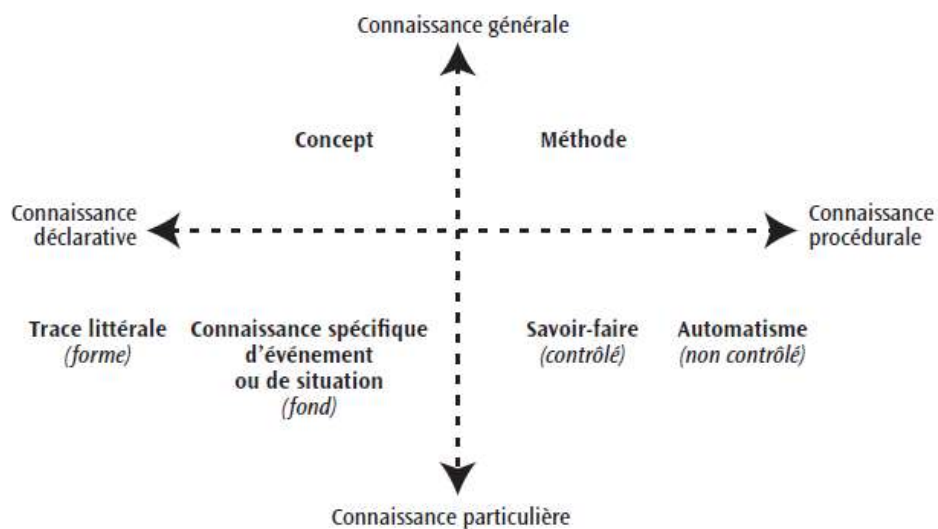 Connaissance générale
Concept
Méthode
Connaissance
déclarative
Connaissance
procédurale
Trace littérale
(forme)
Connaissance spécifique
d'événement
ou de situation
(fond)
Savoir-faire
(contrôlé)
Automatisme
(non contrôlé)
Connaissance particulière